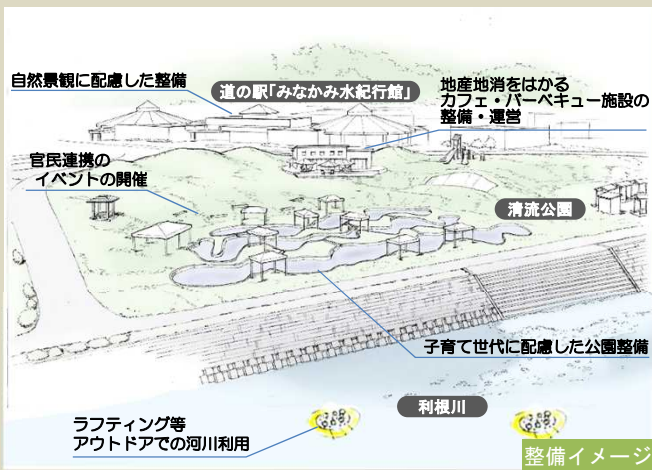 自然景観に配慮した整備
道の駅「みなかみ水紀行館」
地産地消をはかる
カフェ・バーベキュー施設の
整備・運営
官民連携の
イベントの開催
清流公園
子育て世代に配慮した公園整備
利根川
ラフティング等
アウトドアでの河川利用
整備イメージ